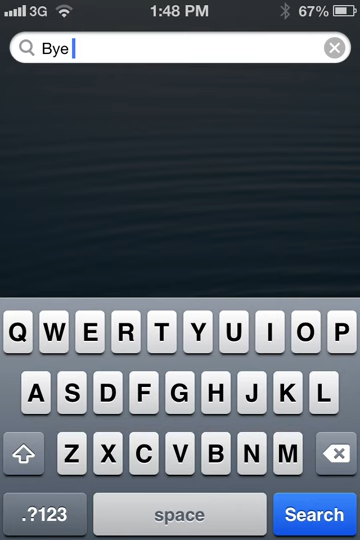 3G 1:48 PM 67%
Bye
Q W E R T Y U I O P
A S D F G H J K L
Z X C V B N M
.?123 space Search